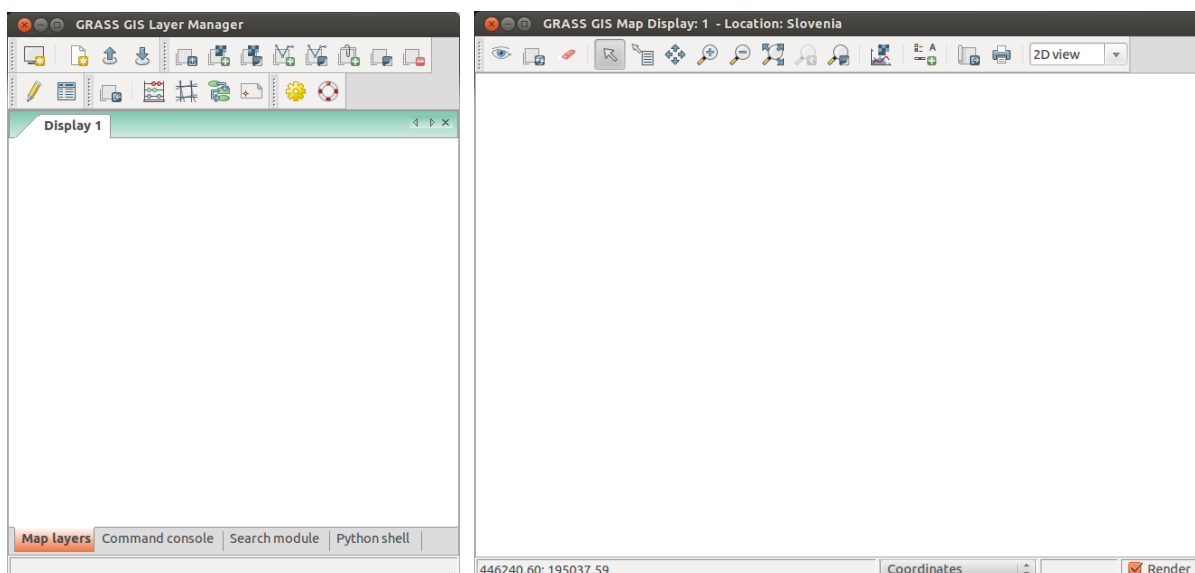 GRASS GIS Layer Manager
Display 1
Map layers Command console Search module Python shell
GRASS GIS Map Display: 1 - Location: Slovenia
2D view
446240.60; 195037.59 Coordinates Render